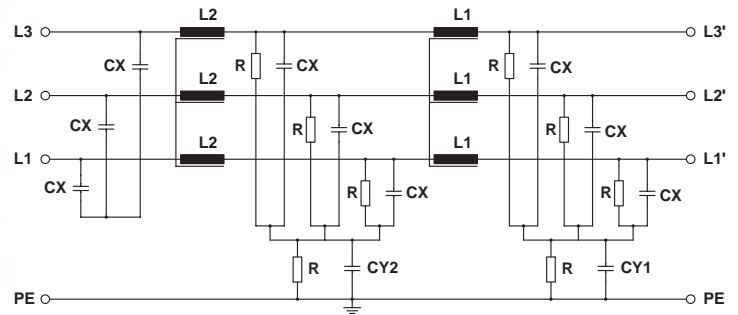 L2 L1
L3 L3'
CX R CX R CX
L2 L1
L2 L2'
CX R CX R CX
L2 L1
L1 L1'
CX R CX R CX
R CY2 R CY1
PE PE